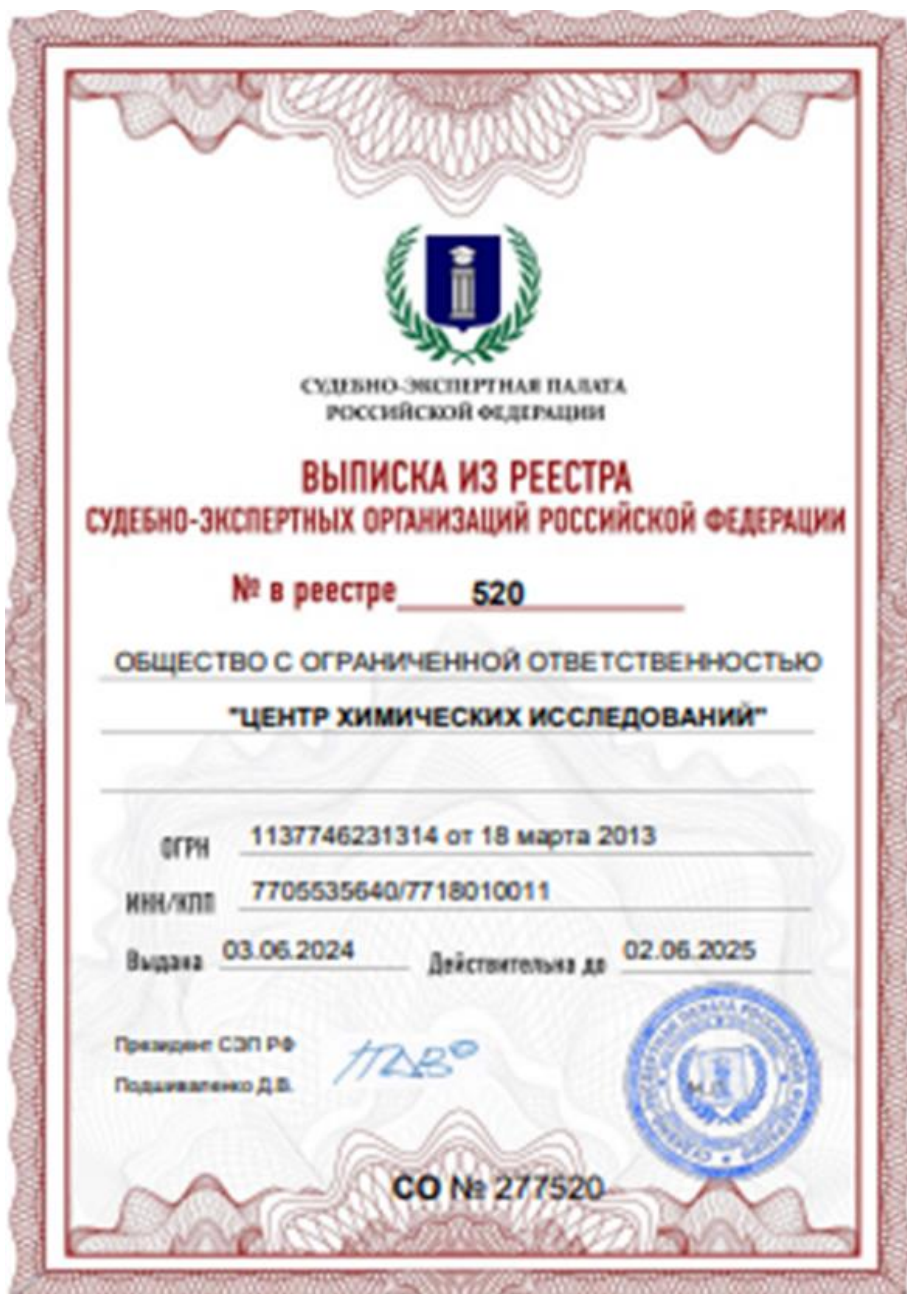 СУДЕБНО-ЭКСПЕРТНАЯ ПАЛАТА
РОССИЙСКОЙ ФЕДЕРАЦИИ
ВЫПИСКА ИЗ РЕЕСТРА
СУДЕБНО-ЭКСПЕРТНЫХ ОРГАНИЗАЦИЙ РОССИЙСКОЙ ФЕДЕРАЦИИ
№ в реестре 520
ОБЩЕСТВО С ОГРАНИЧЕННОЙ ОТВЕТСТВЕННОСТЬЮ
"ЦЕНТР ХИМИЧЕСКИХ ИССЛЕДОВАНИЙ"
ОГРН 1137746231314 от 18 марта 2013
ИНН/КПП 7705535640/7718010011
Выдана 03.06.2024 Действительна до 02.06.2025
Президент СЭП РФ
Подшиваленко Д.В.
М.П.
СО № 277520